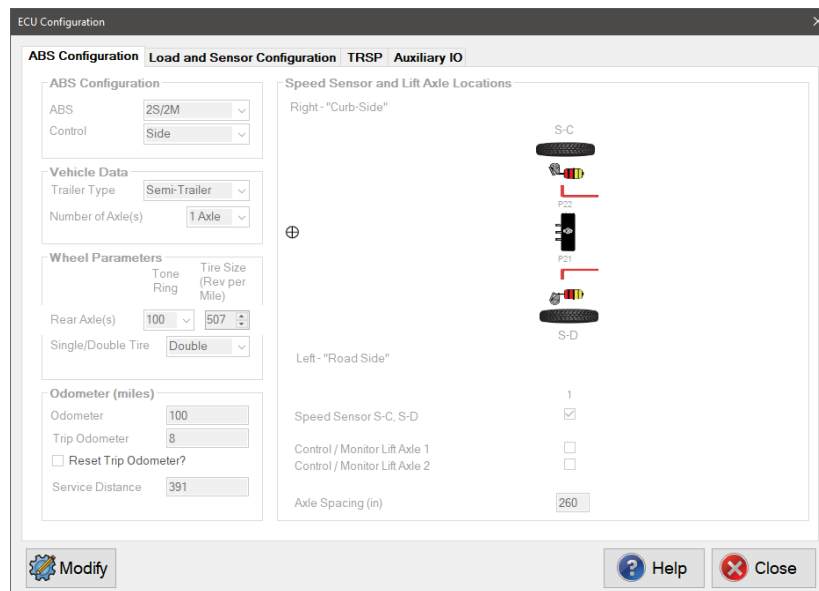 ECU Configuration
ABS Configuration Load and Sensor Configuration TRSP Auxiliary IO
ABS Configuration
ABS 2S/2M
Control Side
Vehicle Data
Trailer Type Semi-Trailer
Number of Axle(s) 1 Axle
Wheel Parameters
Tone Ring
Tire Size (Rev per Mile)
Rear Axle(s) 100 507
Single/Double Tire Double
Odometer (miles)
Odometer 100
Trip Odometer 8
Reset Trip Odometer?
Service Distance 391
Speed Sensor and Lift Axle Locations
Right - "Curb-Side"
S-C
P22
P21
S-D
Left - "Road Side"
1
Speed Sensor S-C, S-D
Control / Monitor Lift Axle 1
Control / Monitor Lift Axle 2
Axle Spacing (in) 260
Modify
? Help
Close